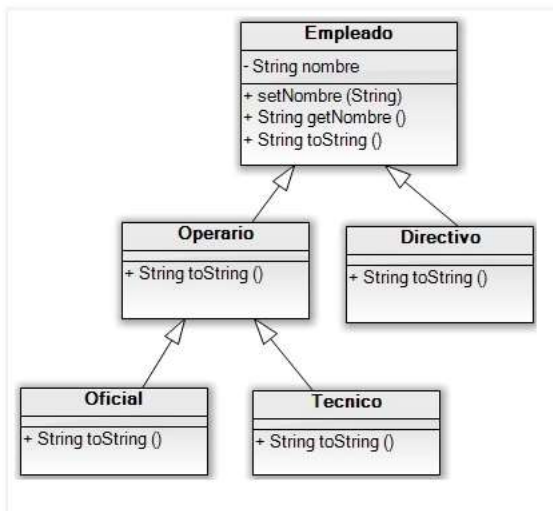 Empleado
- String nombre
+ setNombre (String)
+ String getNombre ()
+ String toString ()
Operario
+ String toString ()
Directivo
+ String toString ()
Oficial
+ String toString ()
Tecnico
+ String toString ()